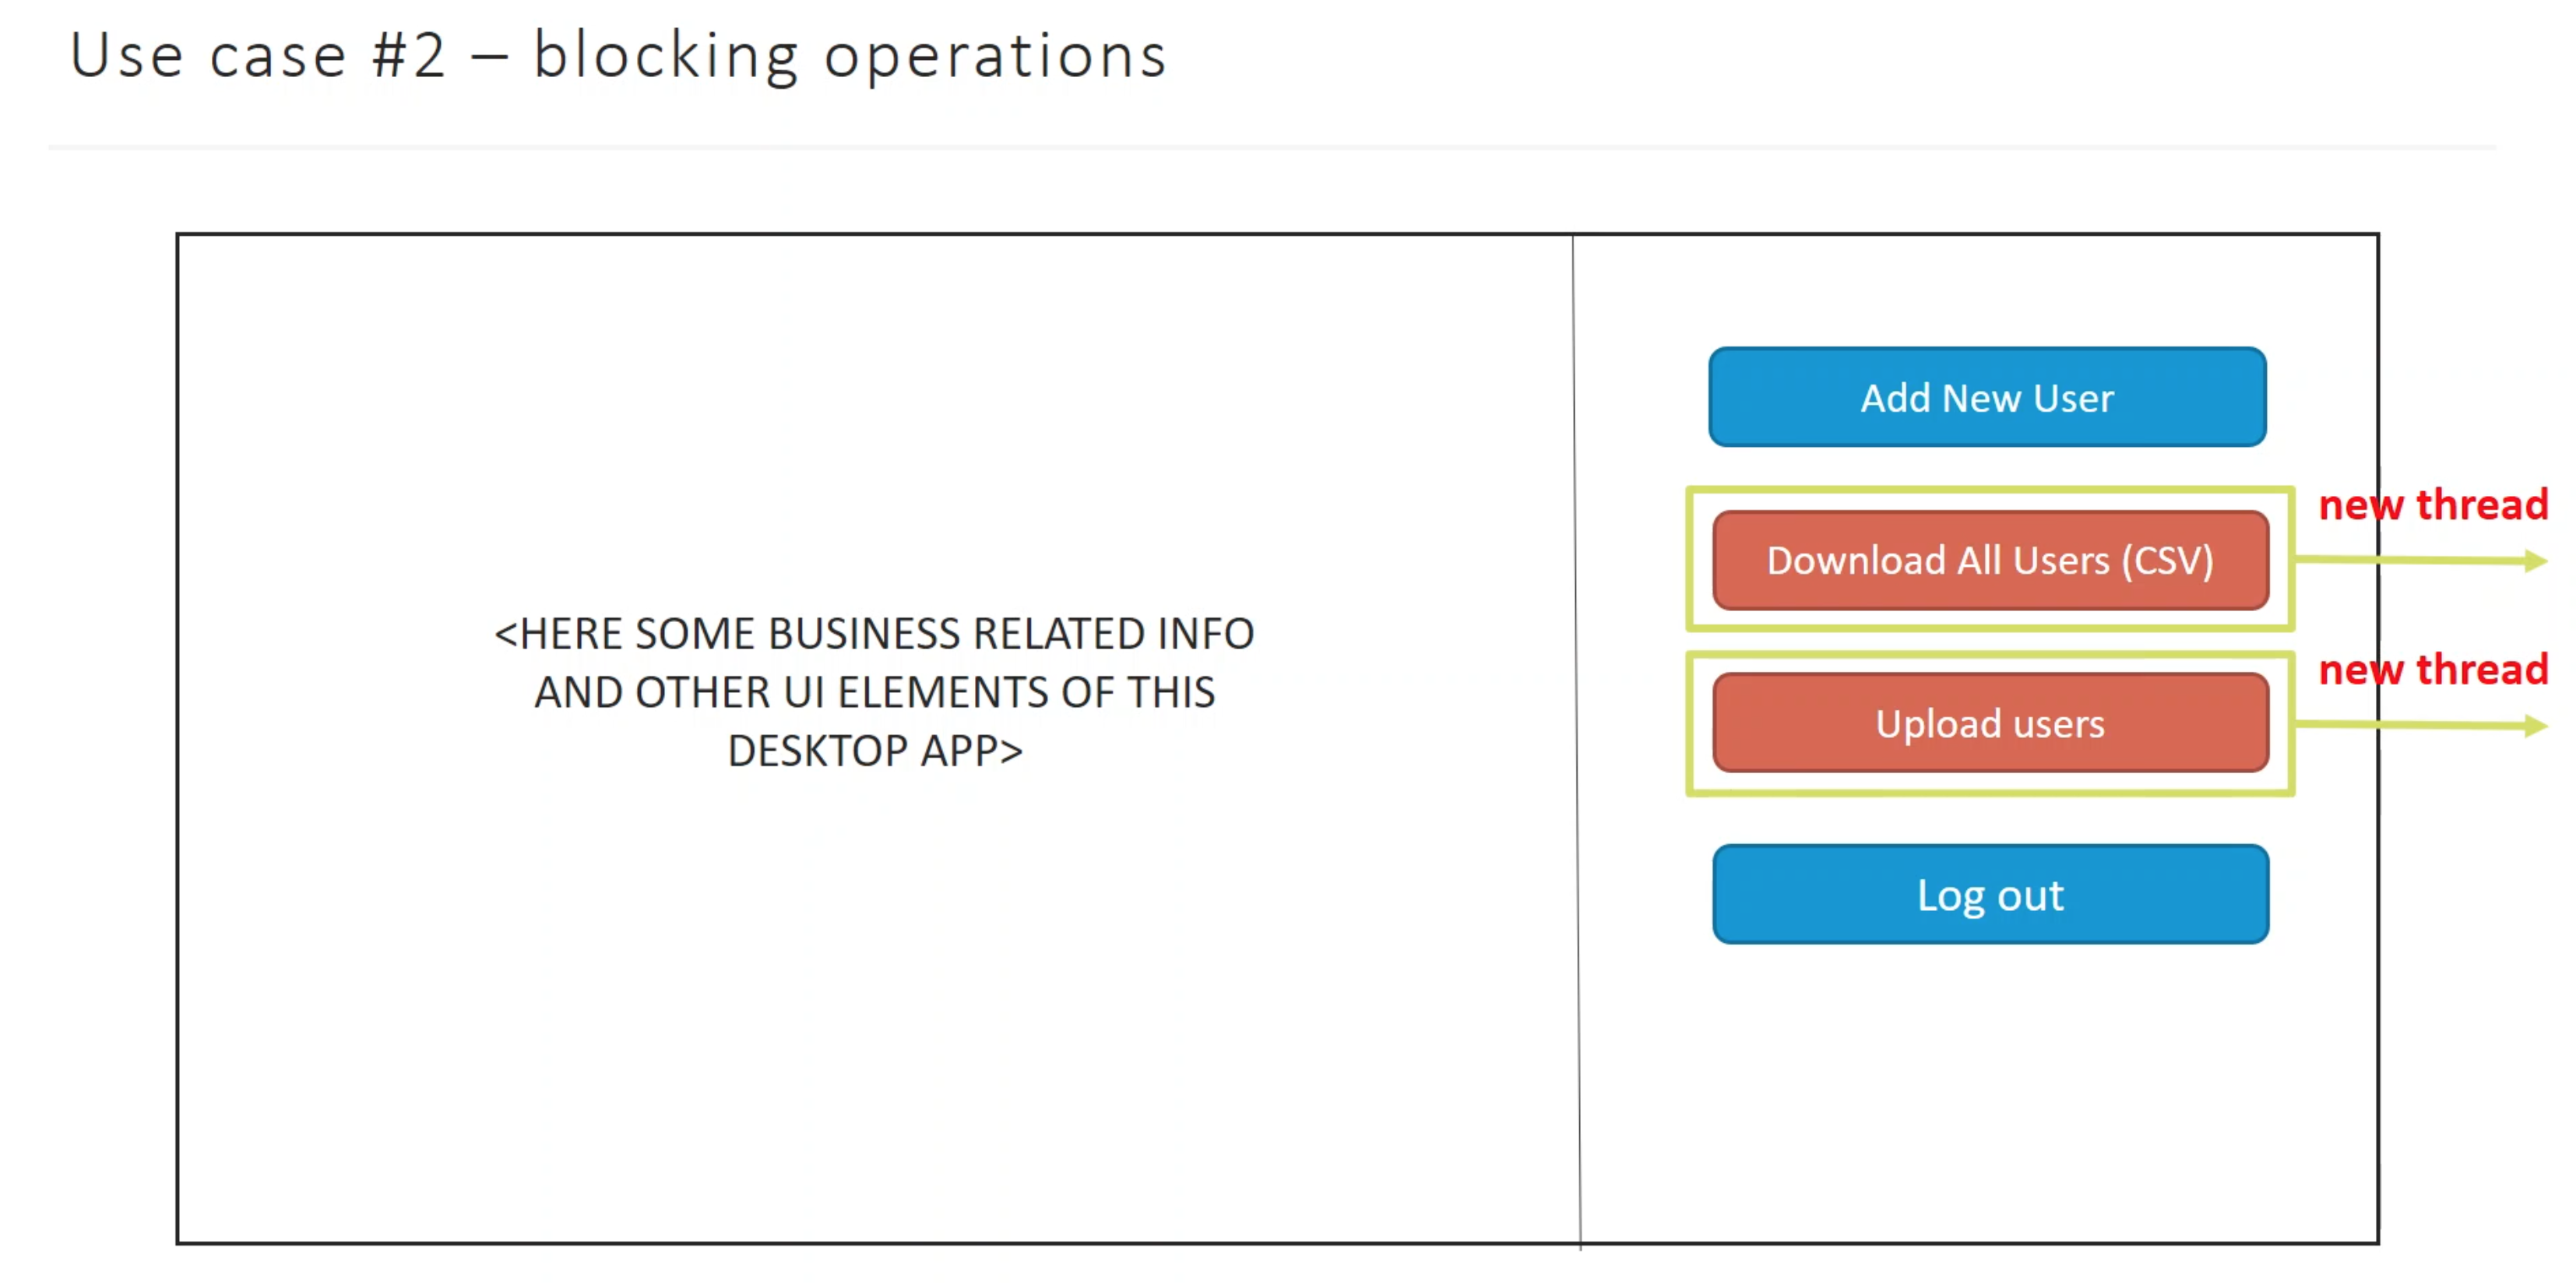 Use case #2 – blocking operations
<HERE SOME BUSINESS RELATED INFO
AND OTHER UI ELEMENTS OF THIS
DESKTOP APP>
Add New User
new thread
Download All Users (CSV)
new thread
Upload users
Log out